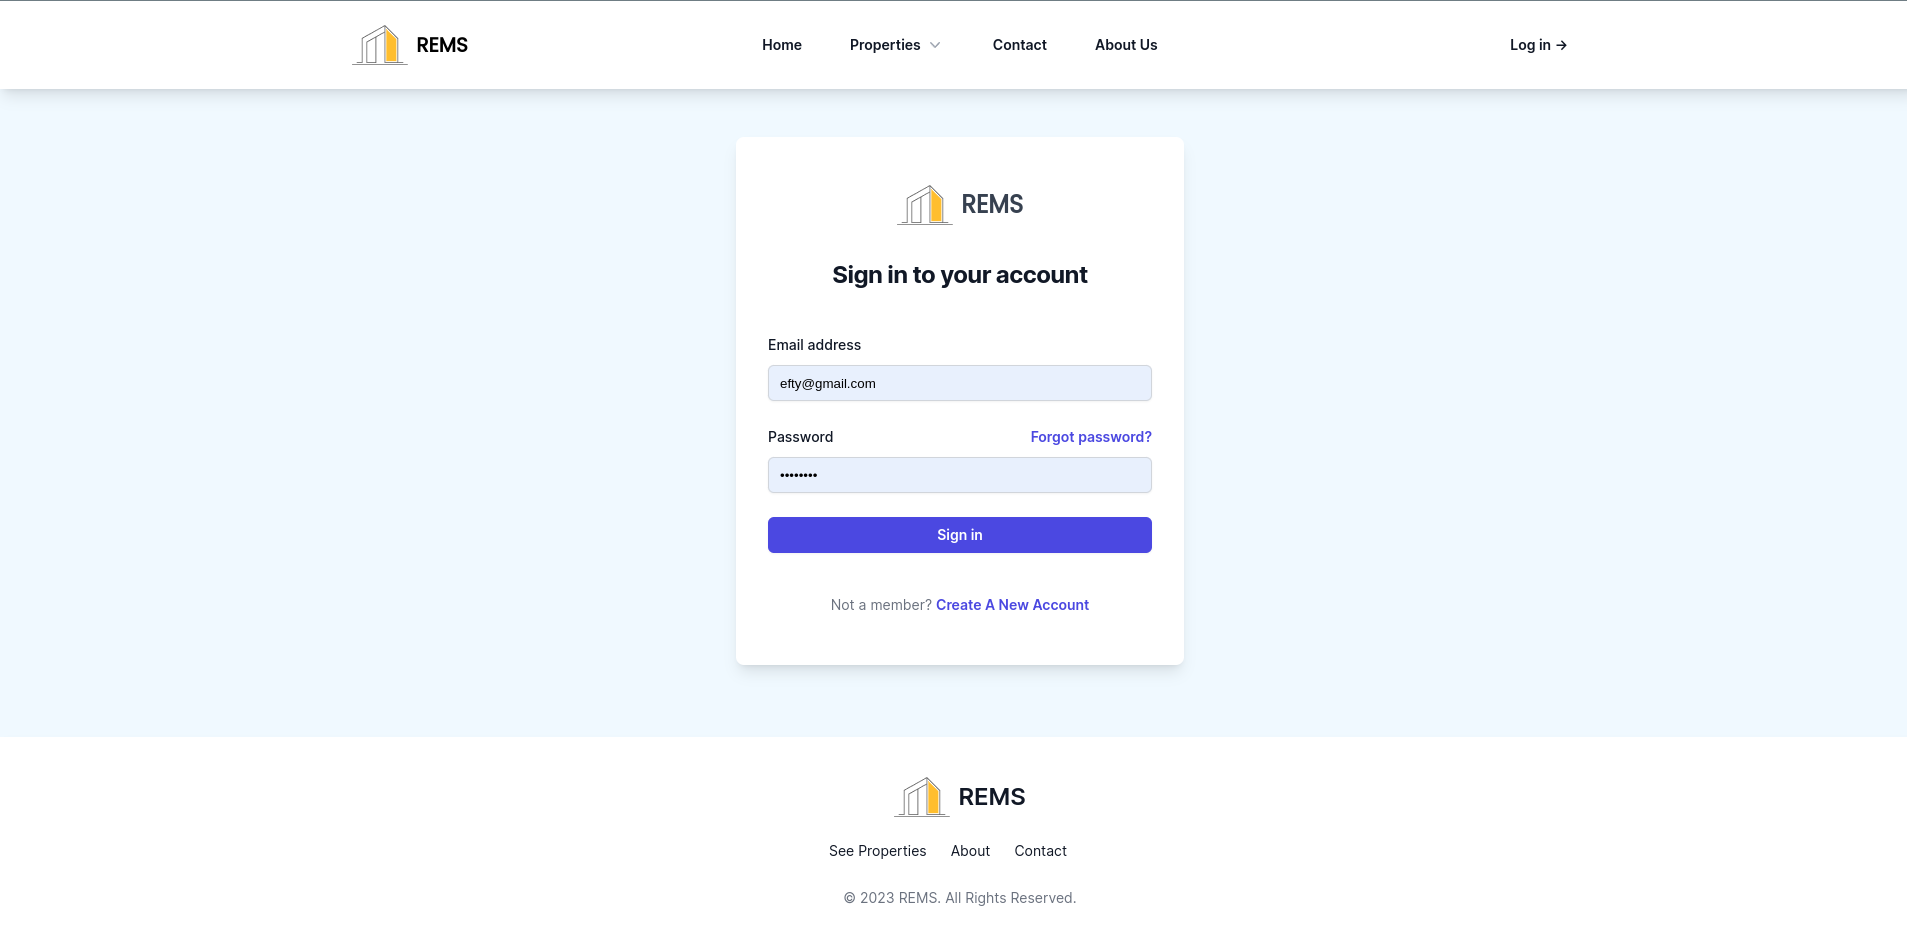 REMS
Home Properties Contact About Us Log in →
REMS
Sign in to your account
Email address
efty@gmail.com
Password Forgot password?
••••••••
Sign in
Not a member? Create A New Account
REMS
See Properties About Contact
© 2023 REMS. All Rights Reserved.